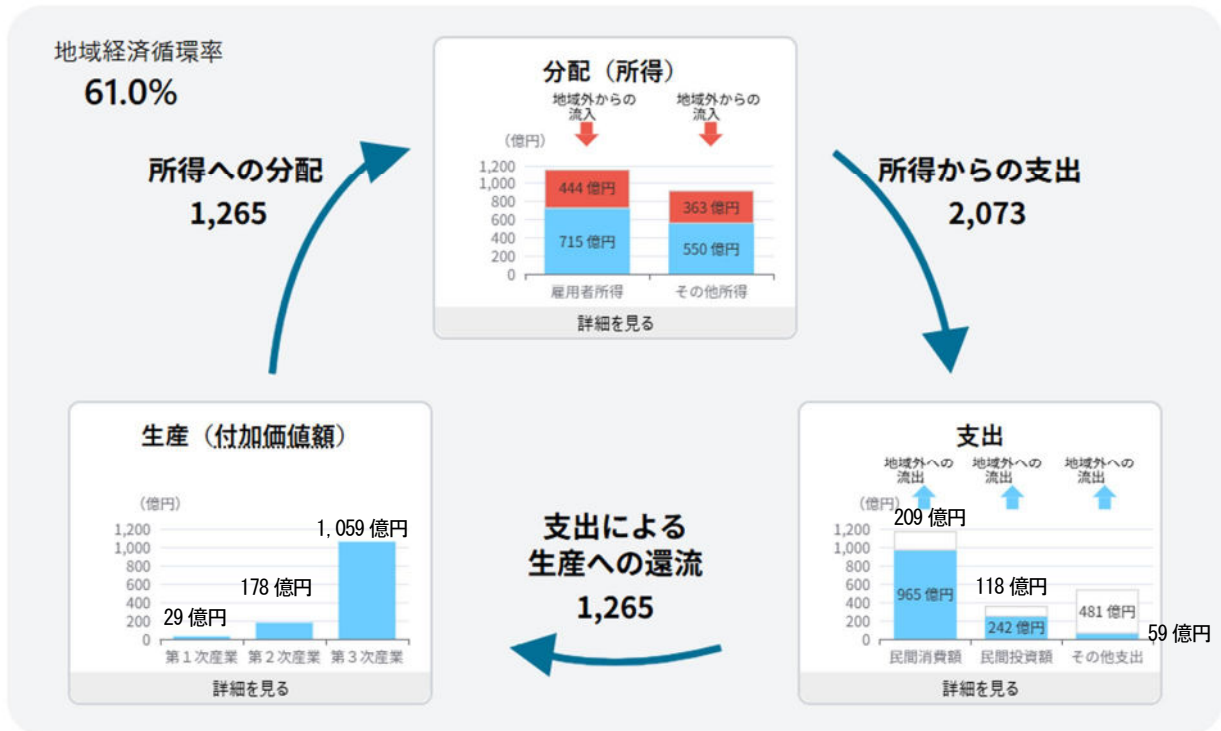 地域経済循環率
61.0%
所得への分配
1,265
分配（所得）
地域外からの
流入
地域外からの
流入
（億円）
1,200
1,000
800
600
400
200
0
444 億円
715 億円
363 億円
550 億円
雇用者所得
その他所得
詳細を見る
所得からの支出
2,073
生産（付加価値額）
（億円）
1,200
1,000
800
600
400
200
0
29 億円
178 億円
1,059 億円
第１次産業
第２次産業
第３次産業
詳細を見る
支出による
生産への還流
1,265
支出
地域外への
流出
地域外への
流出
地域外への
流出
（億円）
1,200
1,000
800
600
400
200
0
209 億円
965 億円
118 億円
242 億円
481 億円
59 億円
民間消費額
民間投資額
その他支出
詳細を見る